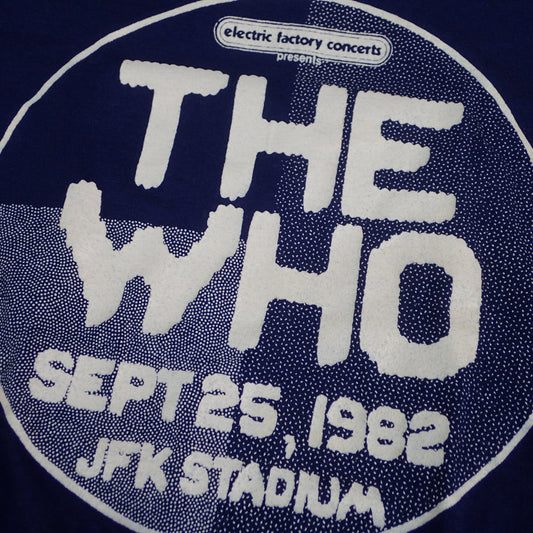 electric factory concerts
presents
THE
WHO
SEPT 25, 1982
JFK STADIUM